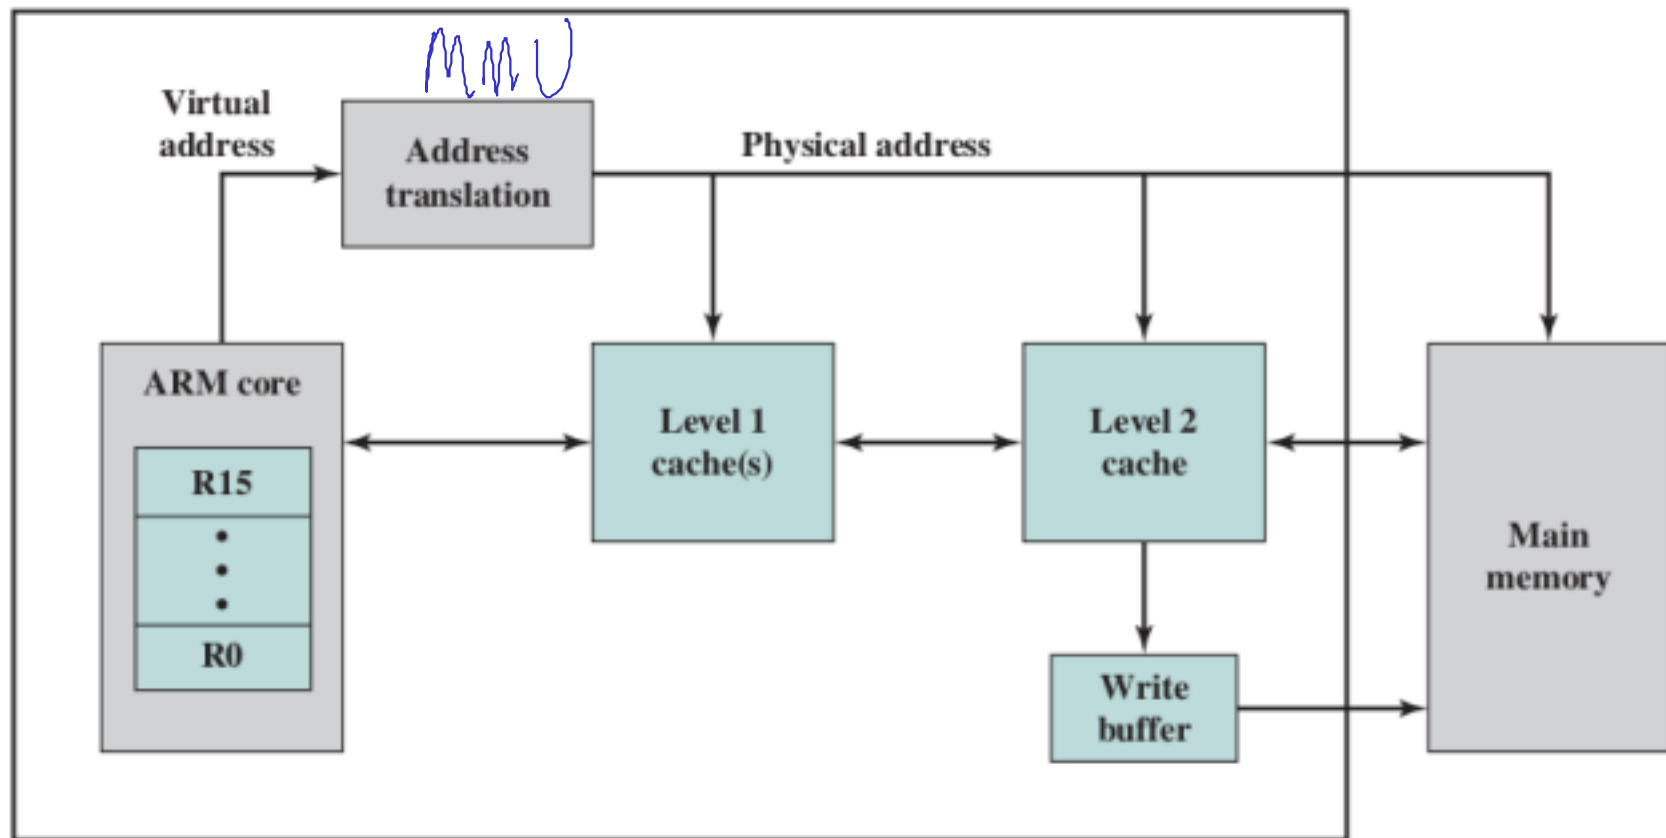 MMU
Virtual
address
Address
translation
Physical address
ARM core
R15
R0
Level 1
cache(s)
Level 2
cache
Write
buffer
Main
memory